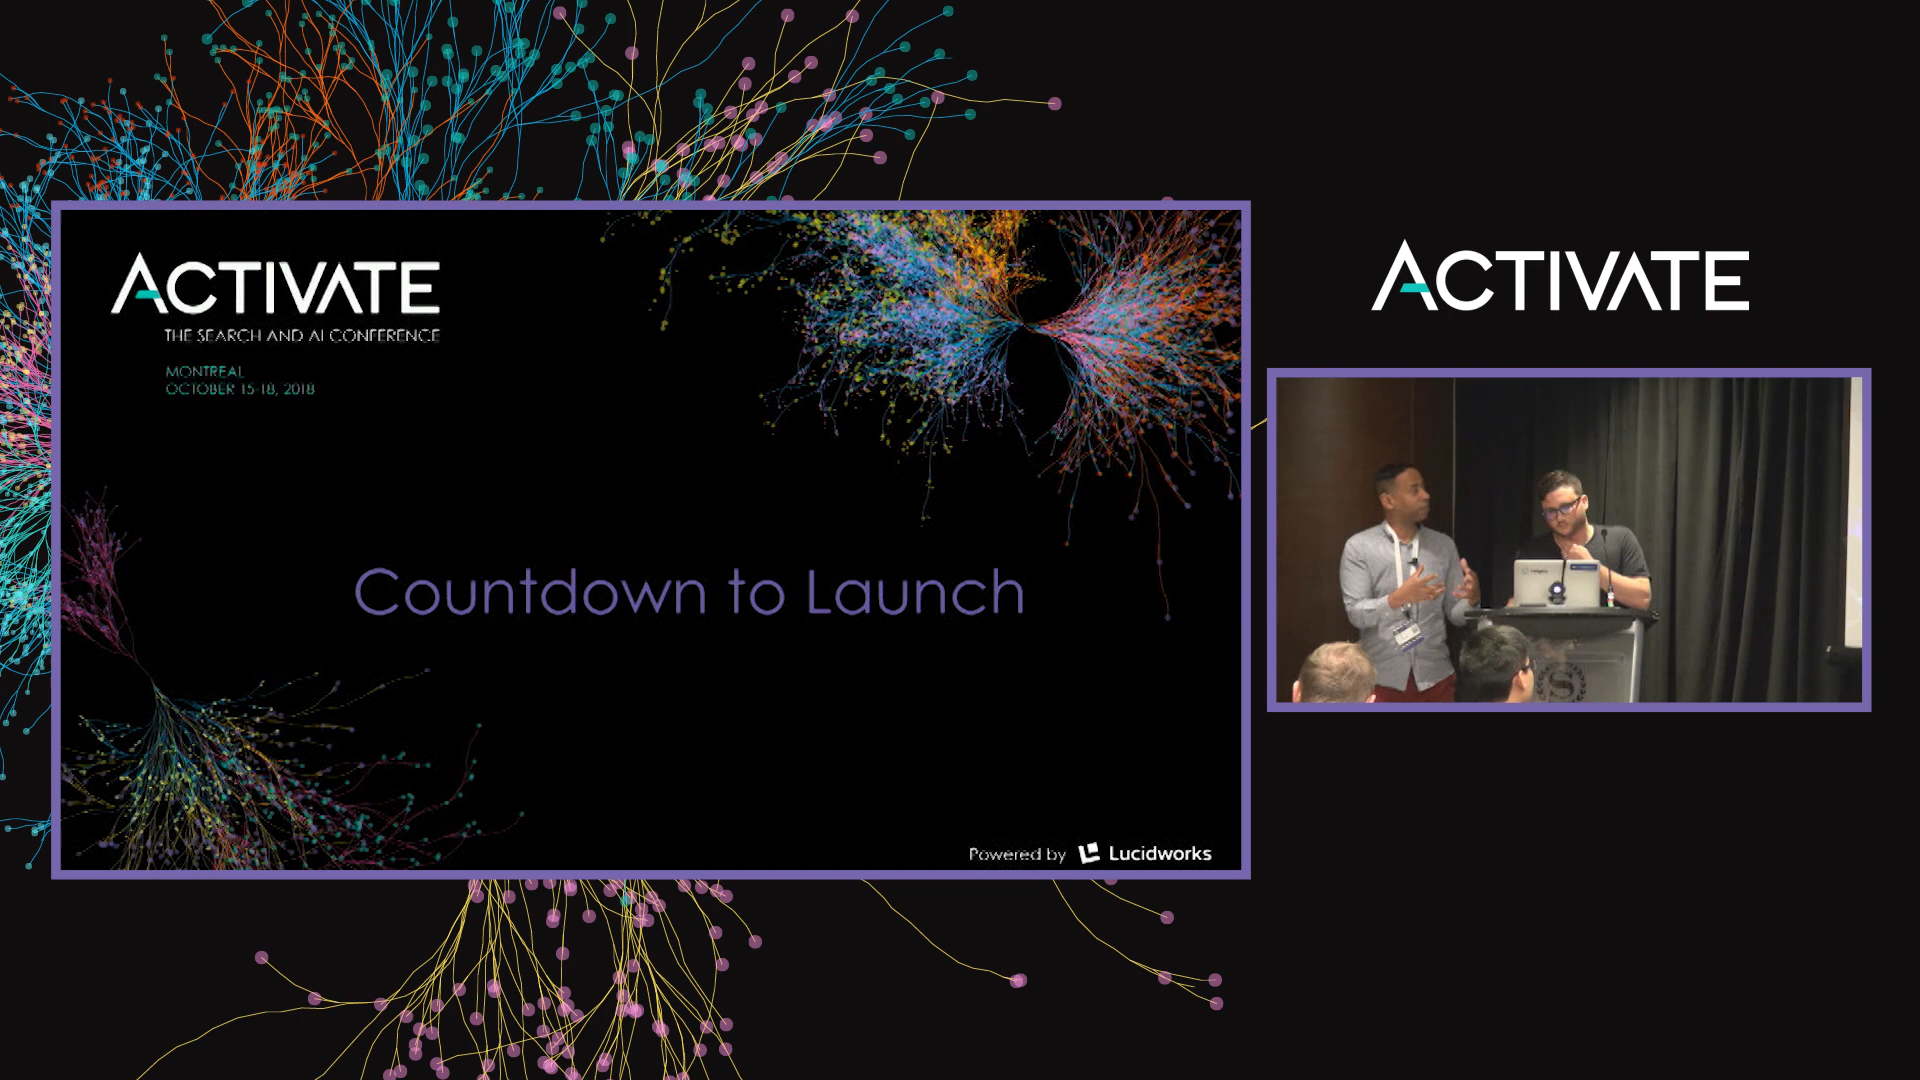 ACTIVATE
THE SEARCH AND AI CONFERENCE
MONTREAL
OCTOBER 15-18, 2018
Countdown to Launch
Powered by Lucidworks
ACTIVATE
S